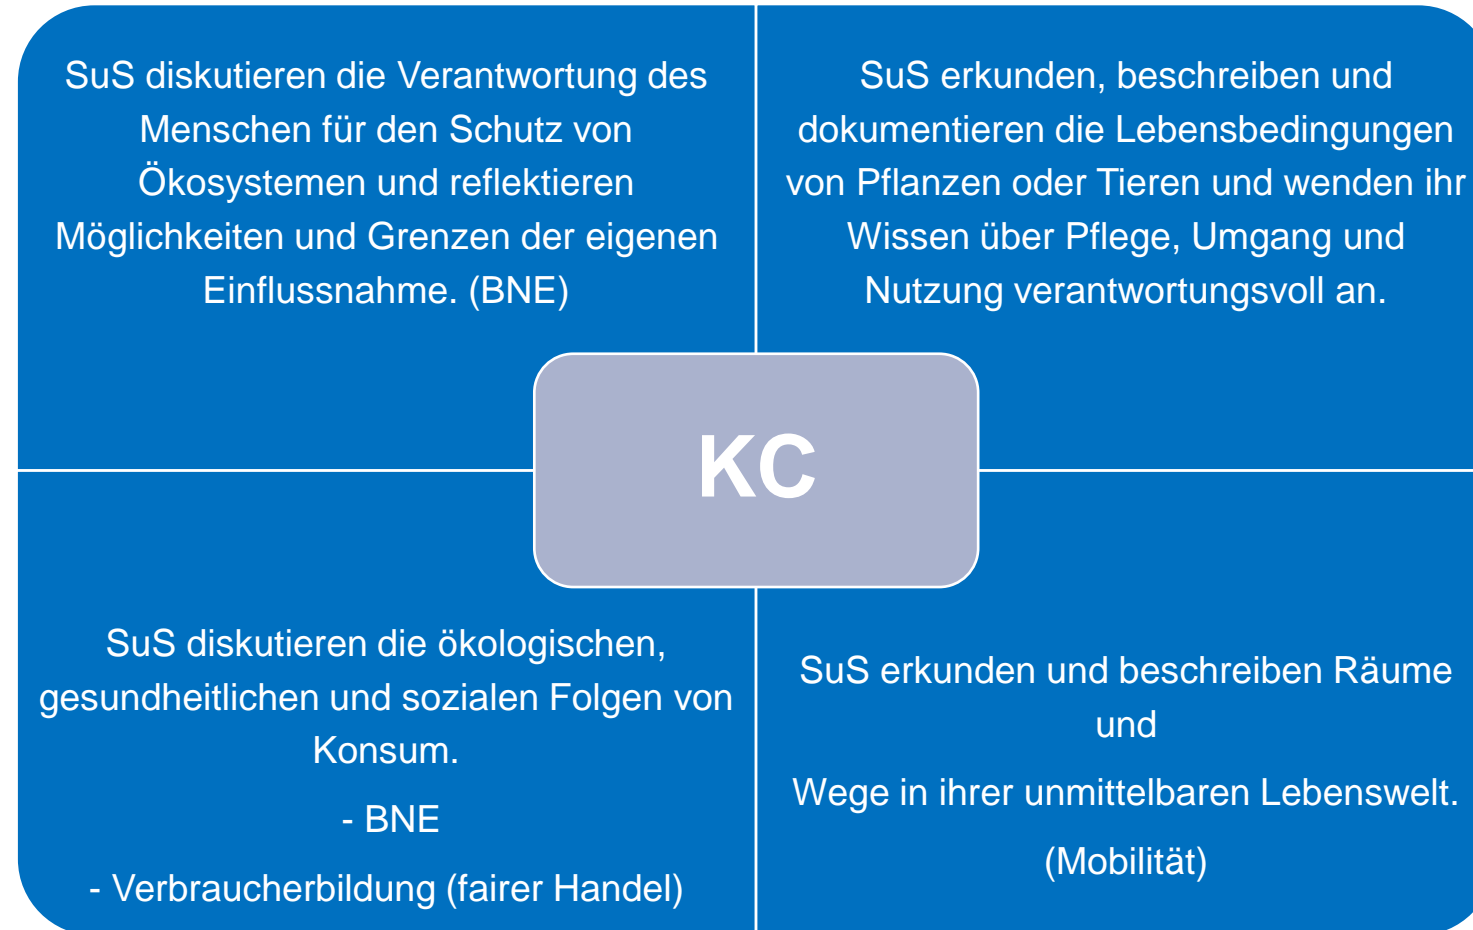 SuS diskutieren die Verantwortung des
Menschen für den Schutz von
Ökosystemen und reflektieren
Möglichkeiten und Grenzen der eigenen
Einflussnahme. (BNE)
SuS erkunden, beschreiben und
dokumentieren die Lebensbedingungen
von Pflanzen oder Tieren und wenden ihr
Wissen über Pflege, Umgang und
Nutzung verantwortungsvoll an.
KC
SuS diskutieren die ökologischen,
gesundheitlichen und sozialen Folgen von
Konsum.
- BNE
- Verbraucherbildung (fairer Handel)
SuS erkunden und beschreiben Räume
und
Wege in ihrer unmittelbaren Lebenswelt.
(Mobilität)